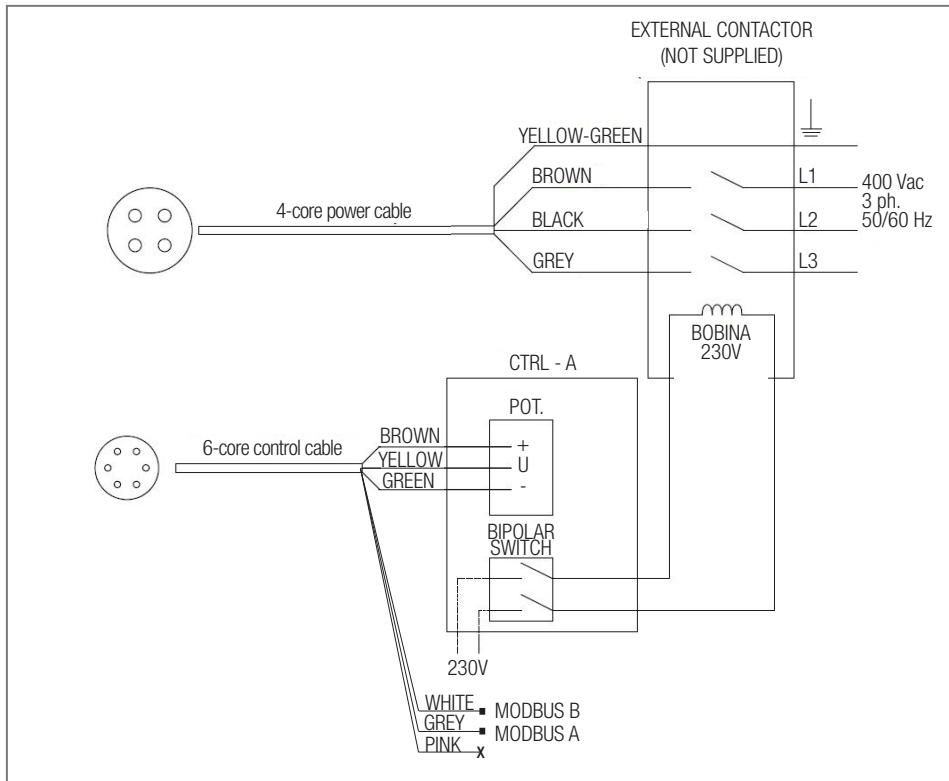 EXTERNAL CONTACTOR
(NOT SUPPLIED)
YELLOW-GREEN
BROWN
L1
400 Vac
3 ph.
50/60 Hz
4-core power cable
BLACK
L2
GREY
L3
BOBINA
230V
CTRL - A
POT.
6-core control cable
BROWN
+
YELLOW
U
GREEN
-
BIPOLAR
SWITCH
230V
WHITE
MODBUS B
GREY
MODBUS A
PINK
x